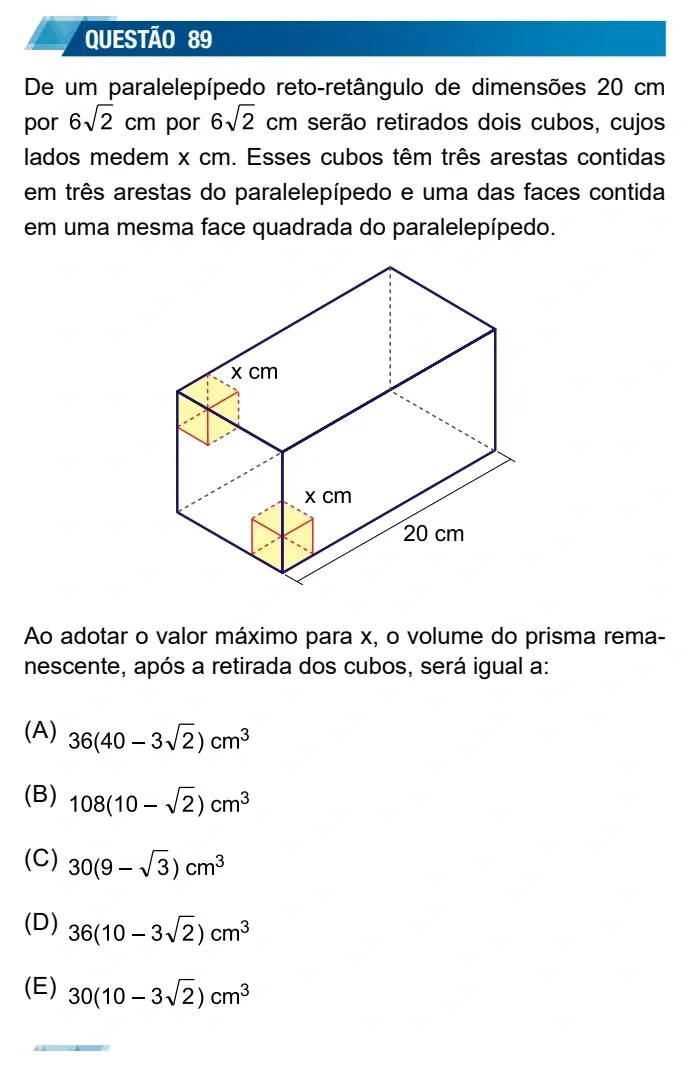 QUESTÃO 89
De um paralelepípedo reto-retângulo de dimensões 20 cm
por 6√2 cm por 6√2 cm serão retirados dois cubos, cujos
lados medem x cm. Esses cubos têm três arestas contidas
em três arestas do paralelepípedo e uma das faces contida
em uma mesma face quadrada do paralelepípedo.
x cm
x cm
20 cm
Ao adotar o valor máximo para x, o volume do prisma rema-
nescente, após a retirada dos cubos, será igual a:
(A) 36(40 – 3√2) cm³
(B) 108(10 – √2) cm³
(C) 30(9 – √3) cm³
(D) 36(10 – 3√2) cm³
(E) 30(10 – 3√2) cm³